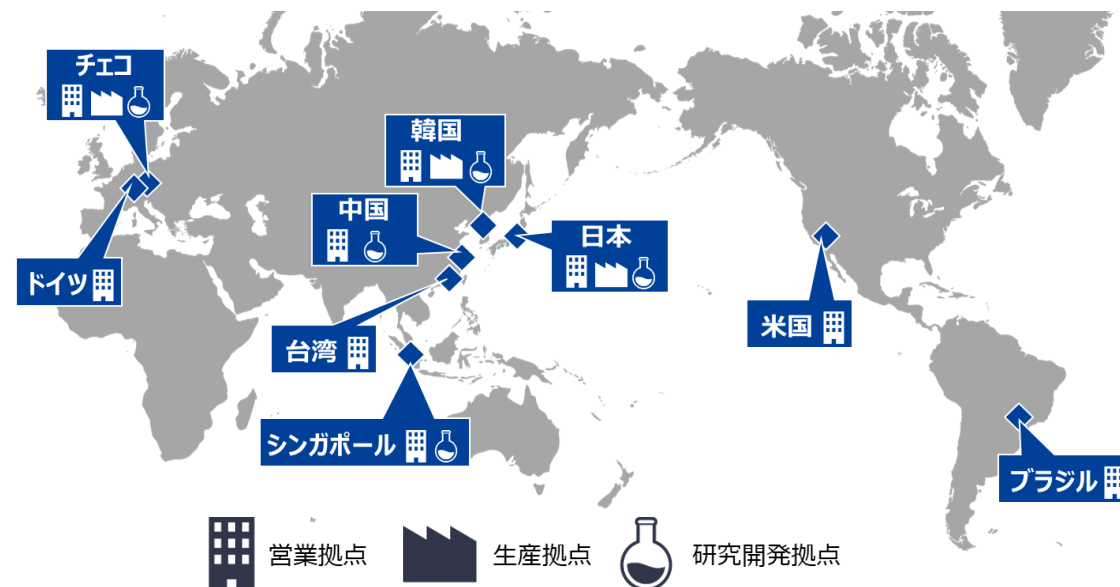 チェコ
韓国
中国
日本
ドイツ
台湾
米国
シンガポール
ブラジル
営業拠点
生産拠点
研究開発拠点